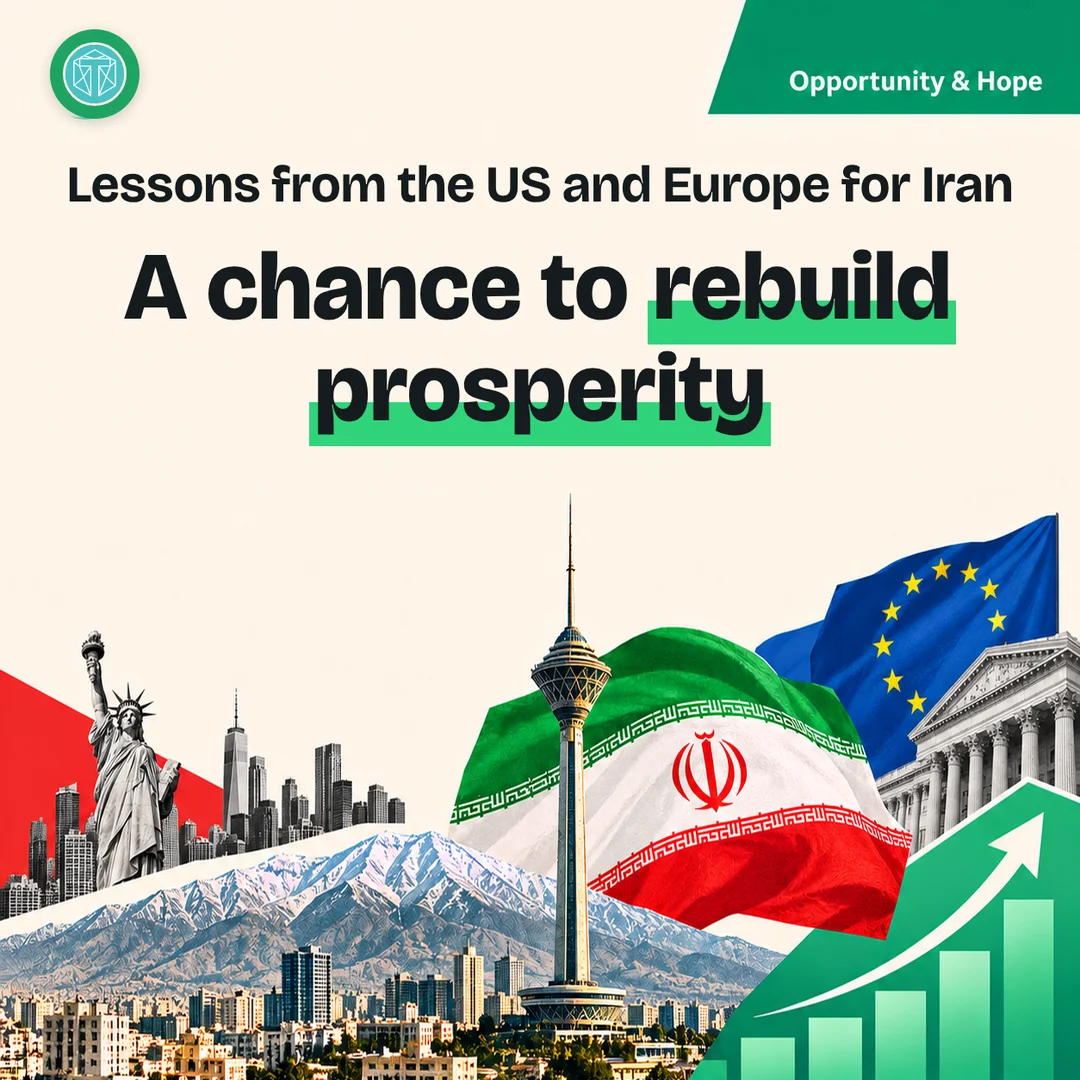 Opportunity & Hope
Lessons from the US and Europe for Iran
A chance to rebuild
prosperity